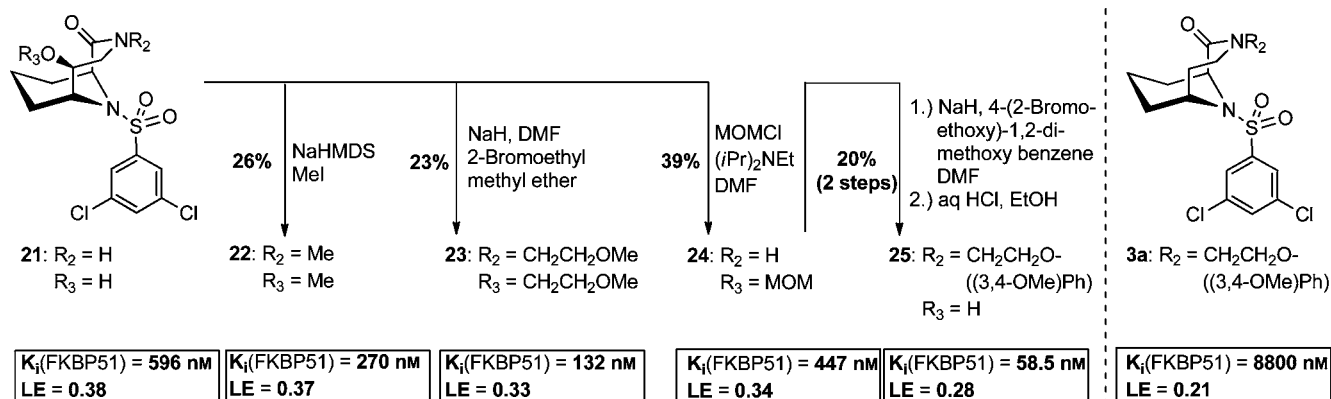 O
NR2
R3O
N
O
S
O
Cl
Cl
26%
NaHMDS
MeI
23%
NaH, DMF
2-Bromoethyl
methyl ether
39%
MOMCl
(iPr)2NEt
DMF
20%
(2 steps)
1.) NaH, 4-(2-Bromo-
ethoxy)-1,2-di-
methoxy benzene
DMF
2.) aq HCl, EtOH
O
NR2
N
O
S
O
Cl
Cl
21: R2 = H
R3 = H
22: R2 = Me
R3 = Me
23: R2 = CH2CH2OMe
R3 = CH2CH2OMe
24: R2 = H
R3 = MOM
25: R2 = CH2CH2O-
((3,4-OMe)Ph)
R3 = H
3a: R2 = CH2CH2O-
((3,4-OMe)Ph)
Ki(FKBP51) = 596 nM
LE = 0.38
Ki(FKBP51) = 270 nM
LE = 0.37
Ki(FKBP51) = 132 nM
LE = 0.33
Ki(FKBP51) = 447 nM
LE = 0.34
Ki(FKBP51) = 58.5 nM
LE = 0.28
Ki(FKBP51) = 8800 nM
LE = 0.21